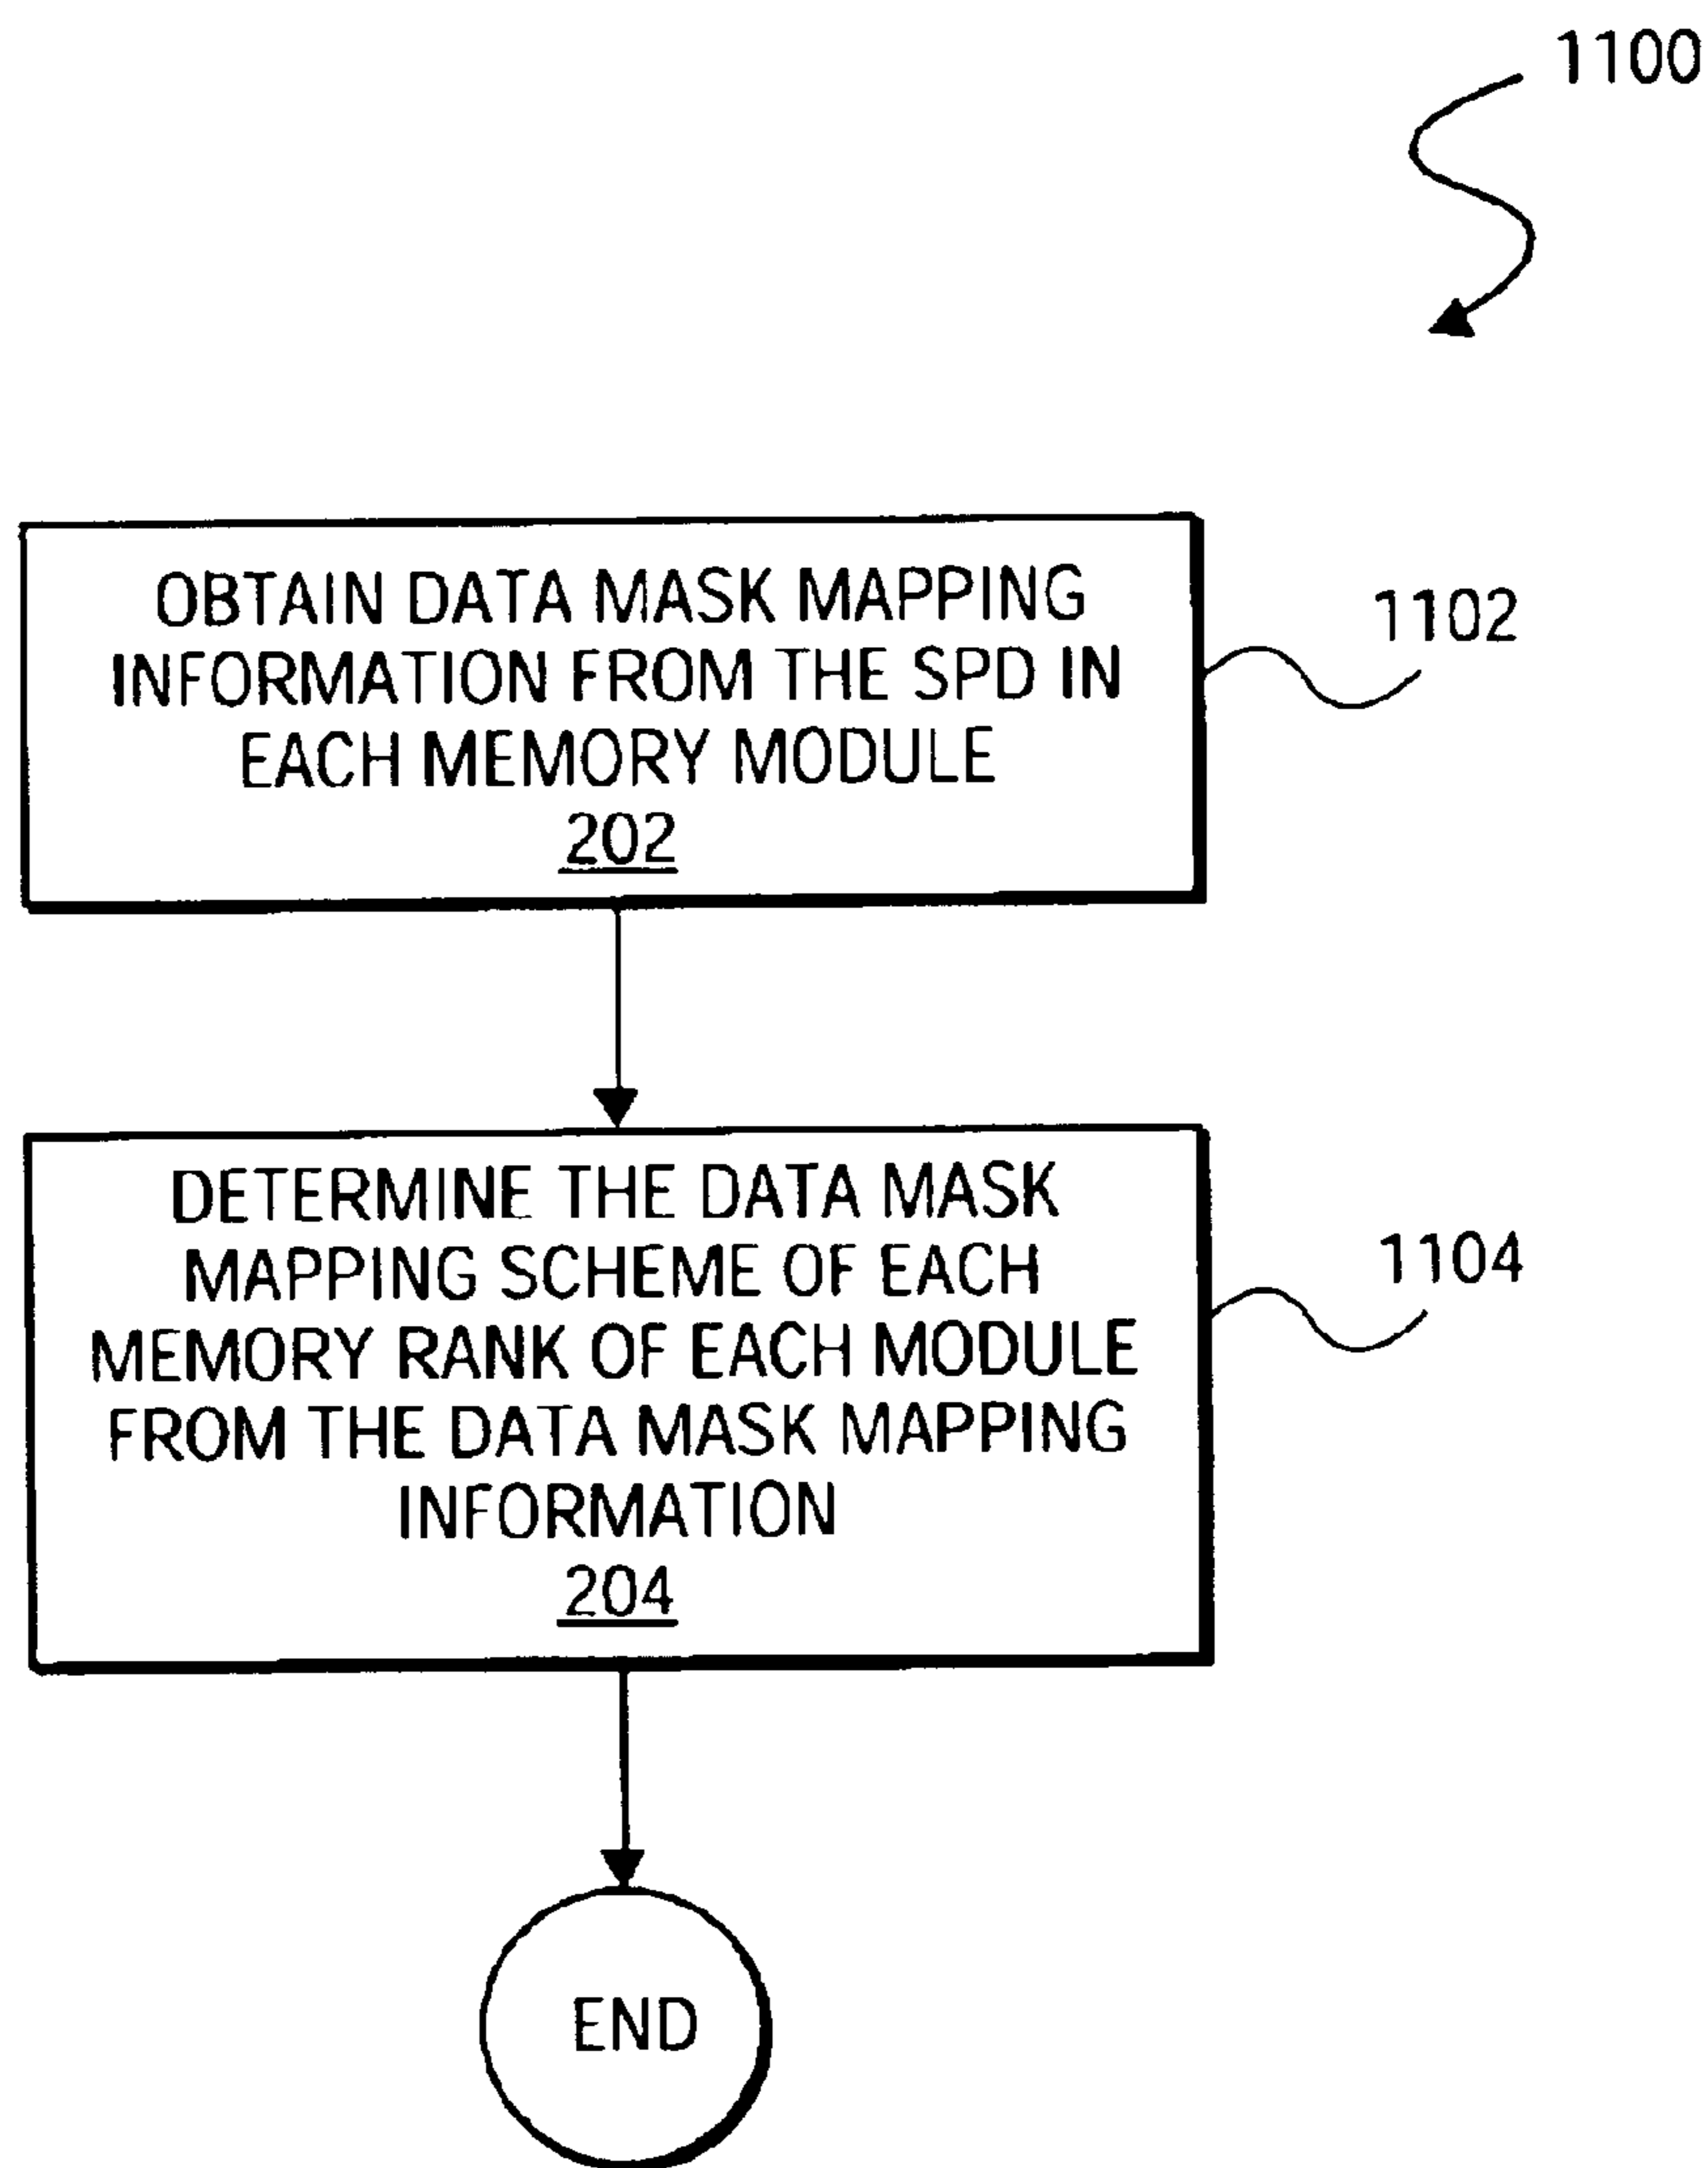 1100
OBTAIN DATA MASK MAPPING
INFORMATION FROM THE SPD IN
EACH MEMORY MODULE
202
1102
DETERMINE THE DATA MASK
MAPPING SCHEME OF EACH
MEMORY RANK OF EACH MODULE
FROM THE DATA MASK MAPPING
INFORMATION
204
1104
END